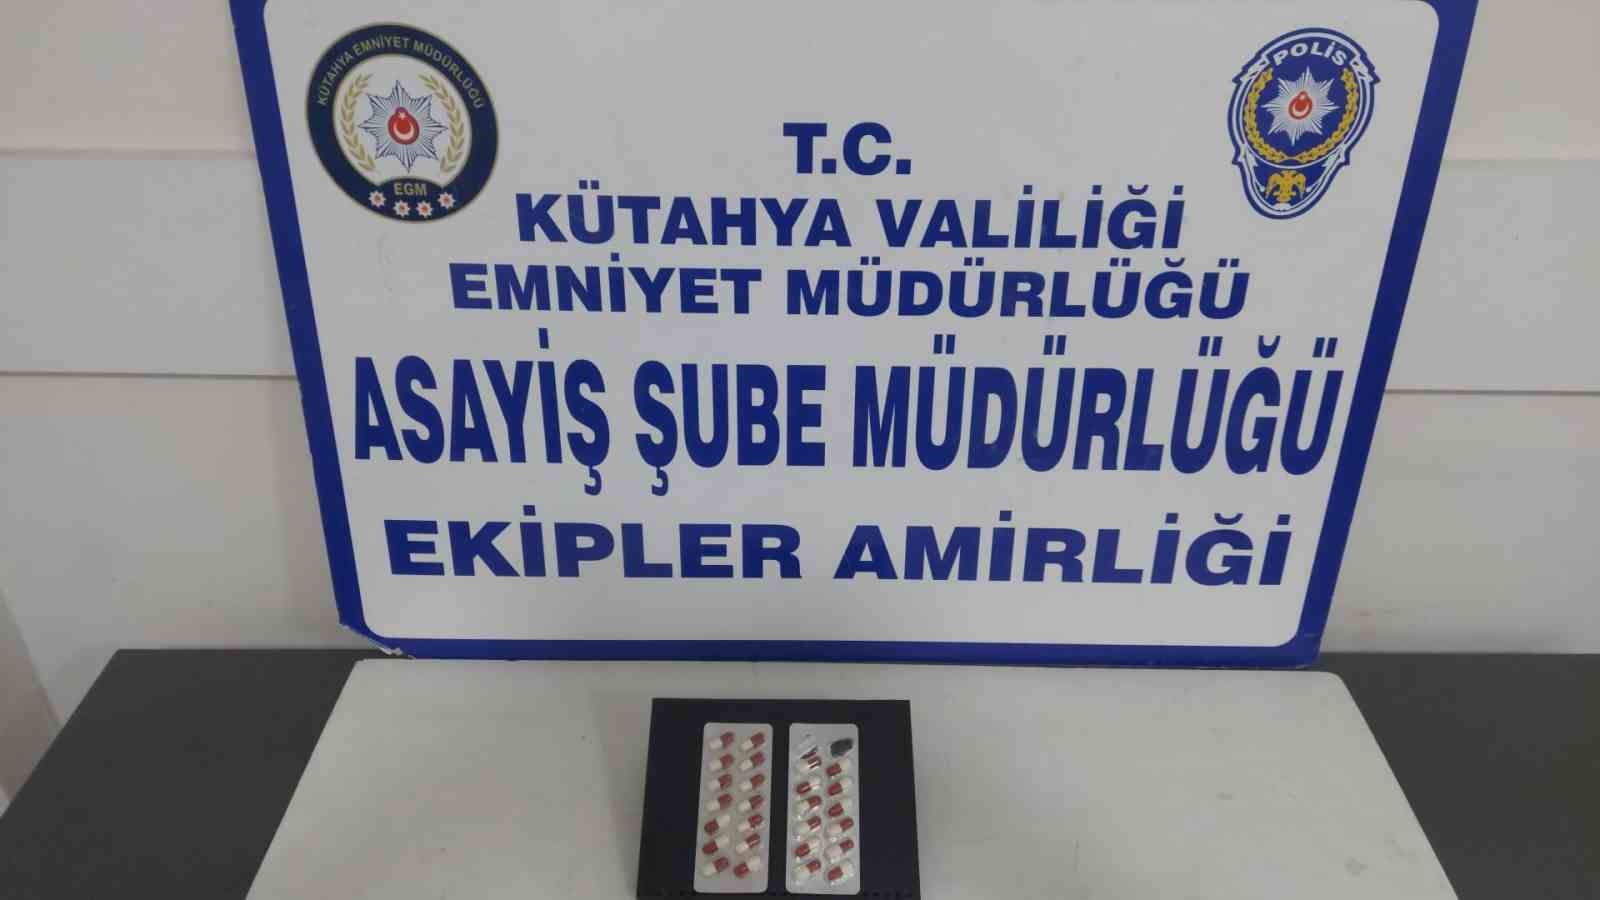 KÜTAHYA EMNİYET MÜDÜRLÜĞÜ
EGM
POLİS
T.C.
KÜTAHYA VALİLİĞİ
EMNİYET MÜDÜRLÜĞÜ
ASAYİŞ ŞUBE MÜDÜRLÜĞÜ
EKİPLER AMİRLİĞİ